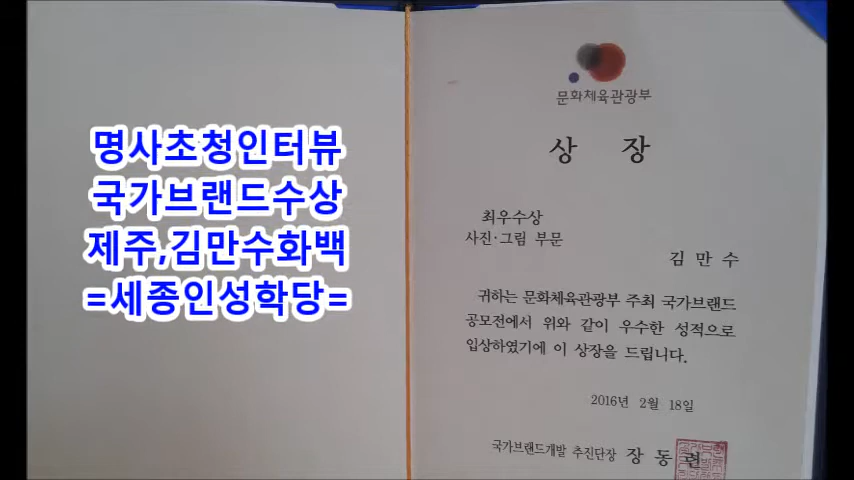 명사초청인터뷰
국가브랜드수상
제주,김만수화백
=세종인성학당=
문화체육관광부
상 장
최우수상
사진·그림 부문
김 만 수
귀하는 문화체육관광부 주최 국가브랜드
공모전에서 위와 같이 우수한 성적으로
입상하였기에 이 상장을 드립니다.
2016년 2월 18일
국가브랜드개발 추진단장 장 동 련